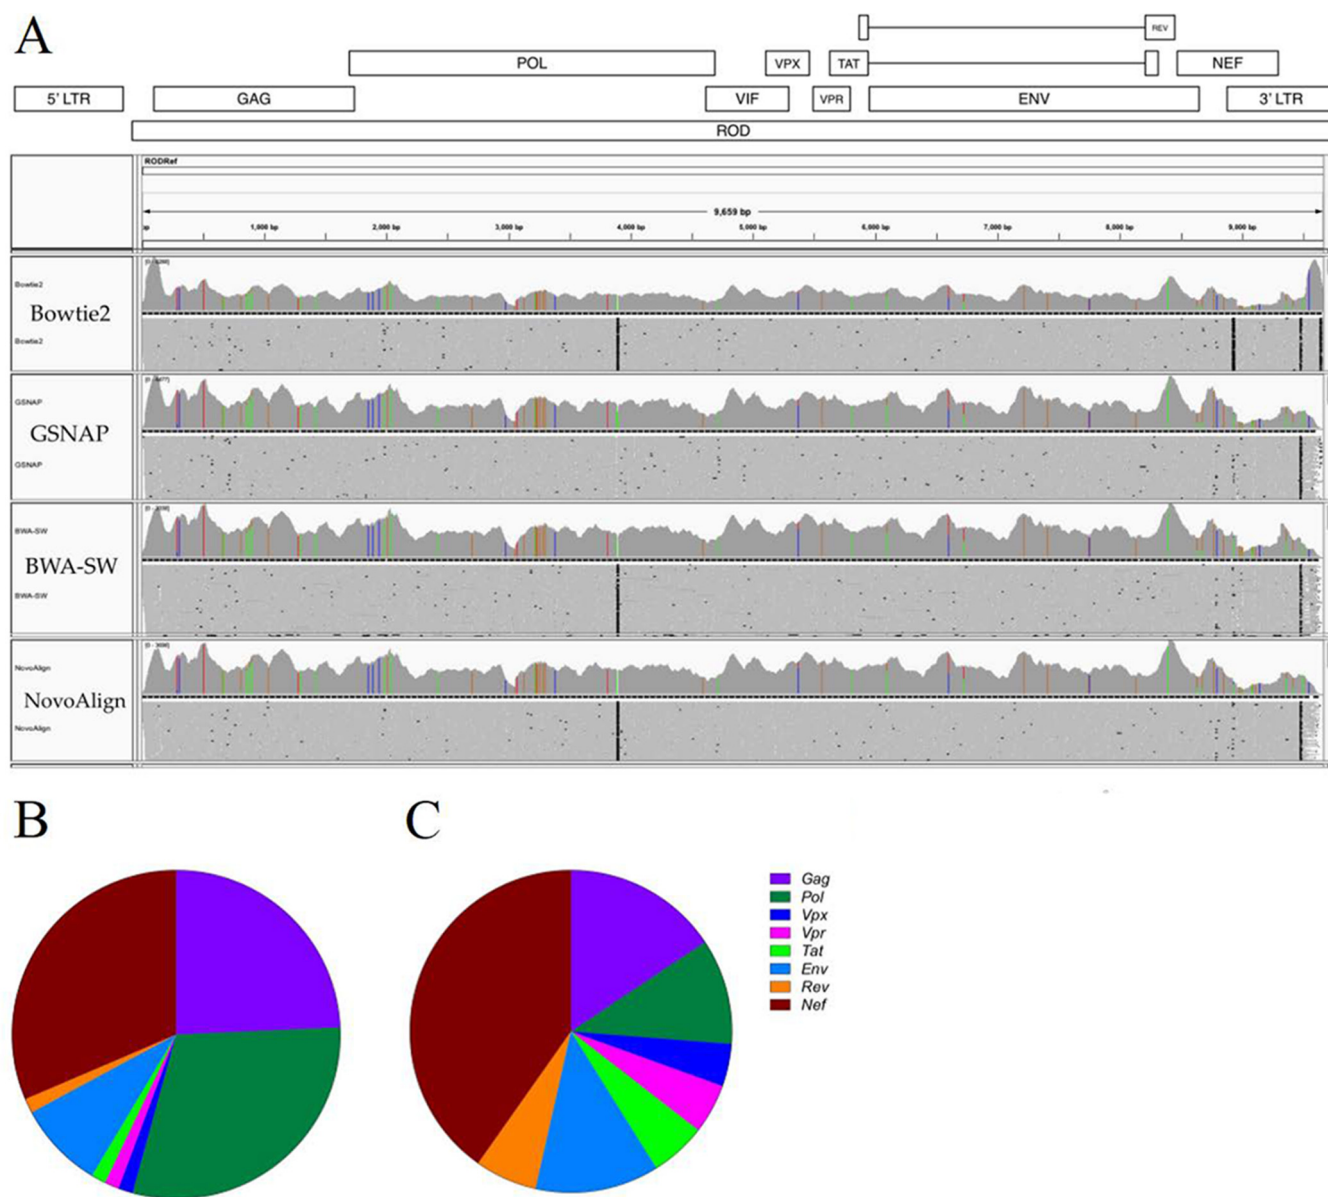 A
REV
POL
VPX
TAT
NEF
5' LTR
GAG
VIF
VPR
ENV
3' LTR
ROD
RODRef
9,659 bp
bp 1,000 bp 2,000 bp 3,000 bp 4,000 bp 5,000 bp 6,000 bp 7,000 bp 8,000 bp 9,000 bp
Bowtie2
Bowtie2
Bowtie2
GSNAP
GSNAP
GSNAP
BWA-SW
BWA-SW
BWA-SW
NovoAlign
NovoAlign
NovoAlign
B
C
Gag
Pol
Vpx
Vpr
Tat
Env
Rev
Nef